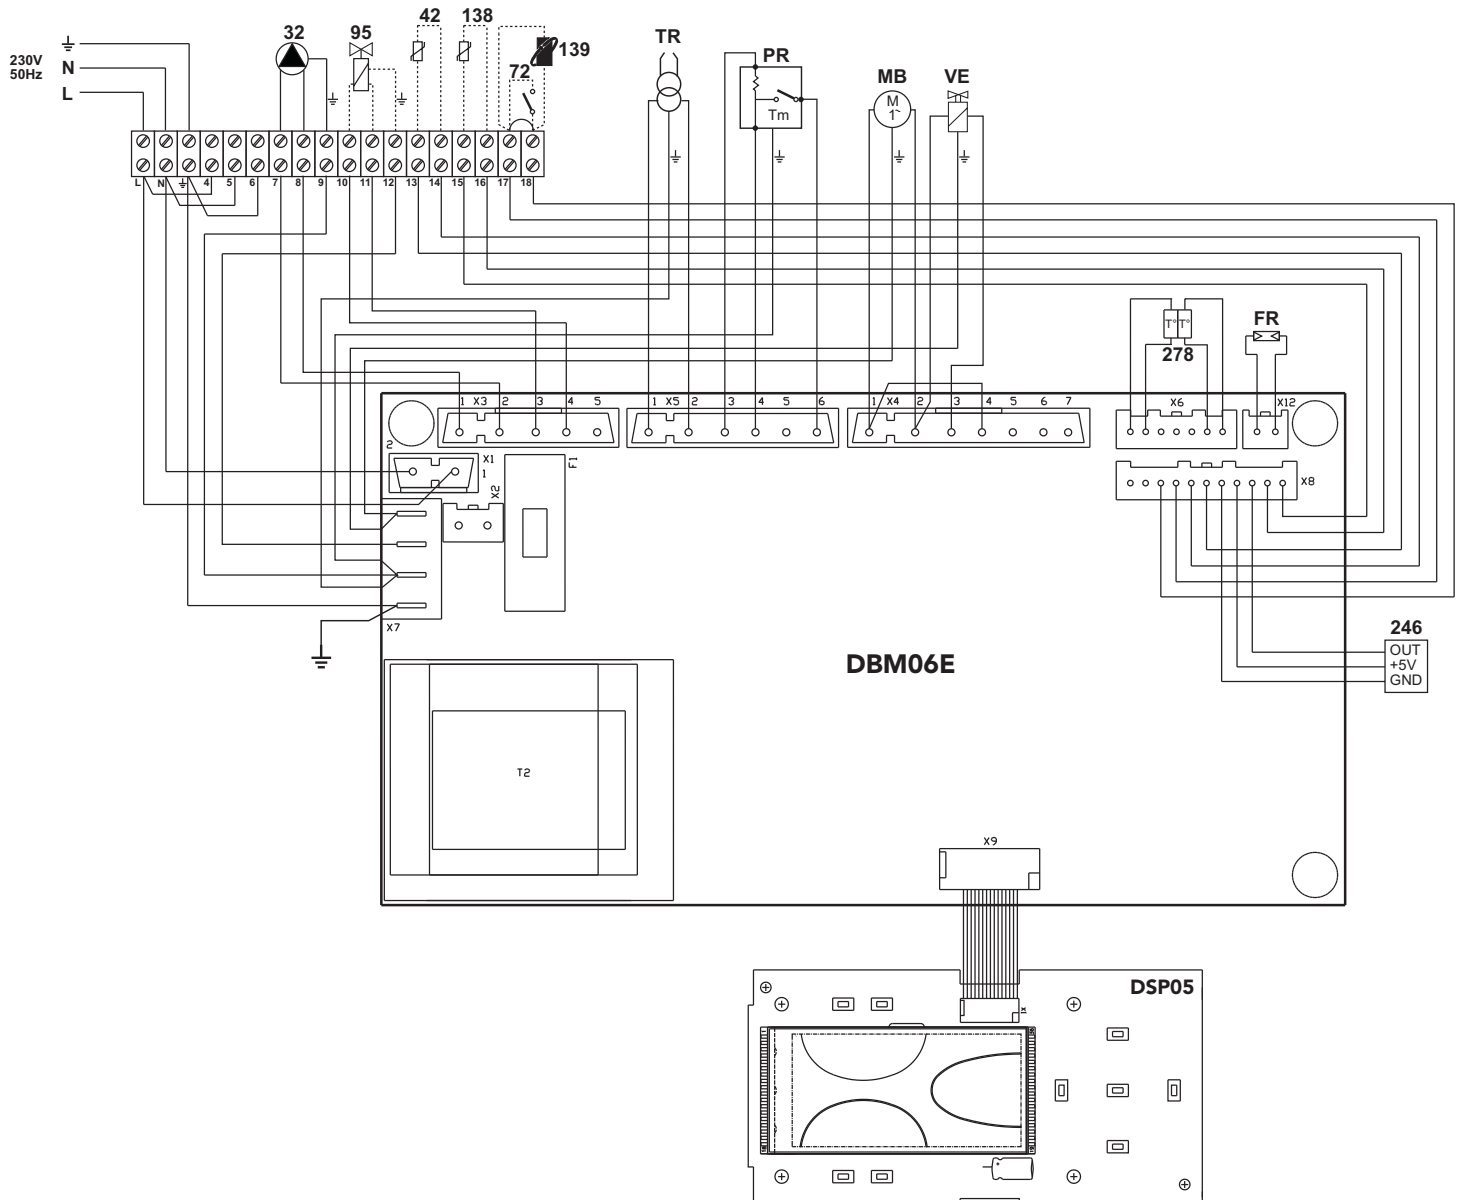 42 138
32 95
139
72
TR
PR
Tm
MB VE
M
1~
230V
50Hz
N
L
L N 4 5 6 7 8 9 10 11 12 13 14 15 16 17 18
T° T°
278
FR
1 X3 2 3 4 5
1 X5 2 3 4 5 6
1 X4 2 3 4 5 6 7
X6
X12
2
X1
1
X2
F1
X8
X7
246
OUT
+5V
GND
DBM06E
T2
X9
DSP05